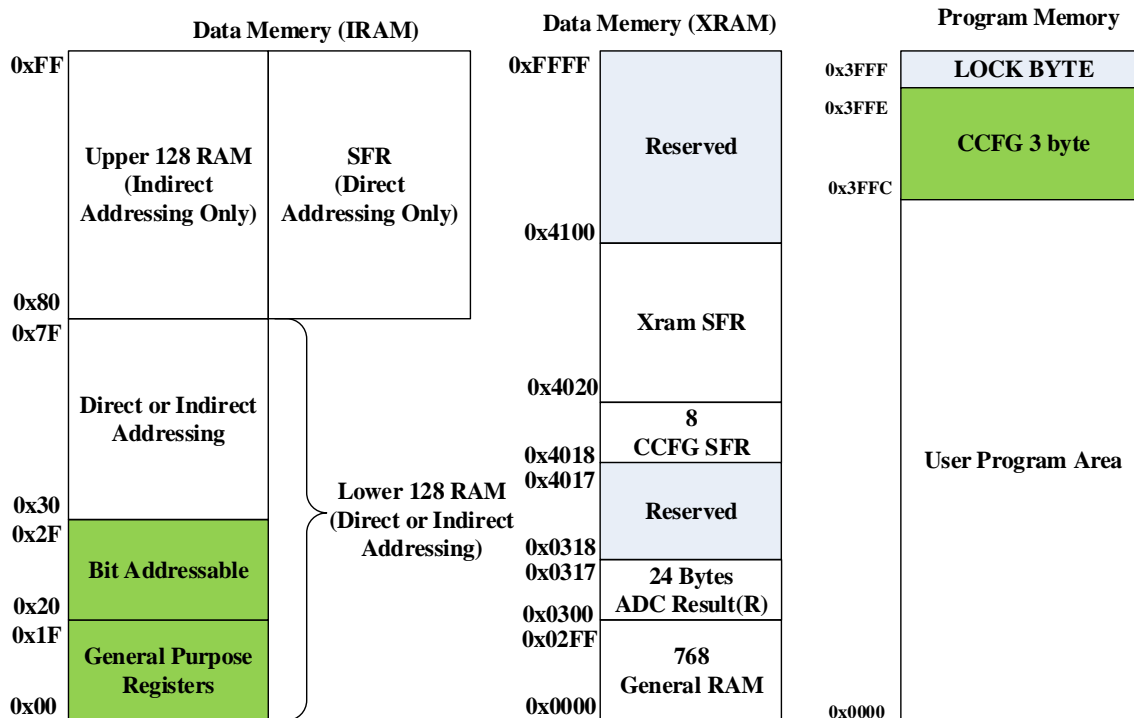 Data Memery (IRAM)
0xFF
Upper 128 RAM
(Indirect
Addressing Only)
SFR
(Direct
Addressing Only)
0x80
0x7F
Direct or Indirect
Addressing
0x30
0x2F
Bit Addressable
0x20
0x1F
General Purpose
Registers
0x00
Lower 128 RAM
(Direct or Indirect
Addressing)
Data Memery (XRAM)
0xFFFF
Reserved
0x4100
Xram SFR
0x4020
8
CCFG SFR
0x4018
0x4017
Reserved
0x0318
0x0317
24 Bytes
ADC Result(R)
0x0300
0x02FF
768
General RAM
0x0000
Program Memory
0x3FFF
LOCK BYTE
0x3FFE
CCFG 3 byte
0x3FFC
User Program Area
0x0000